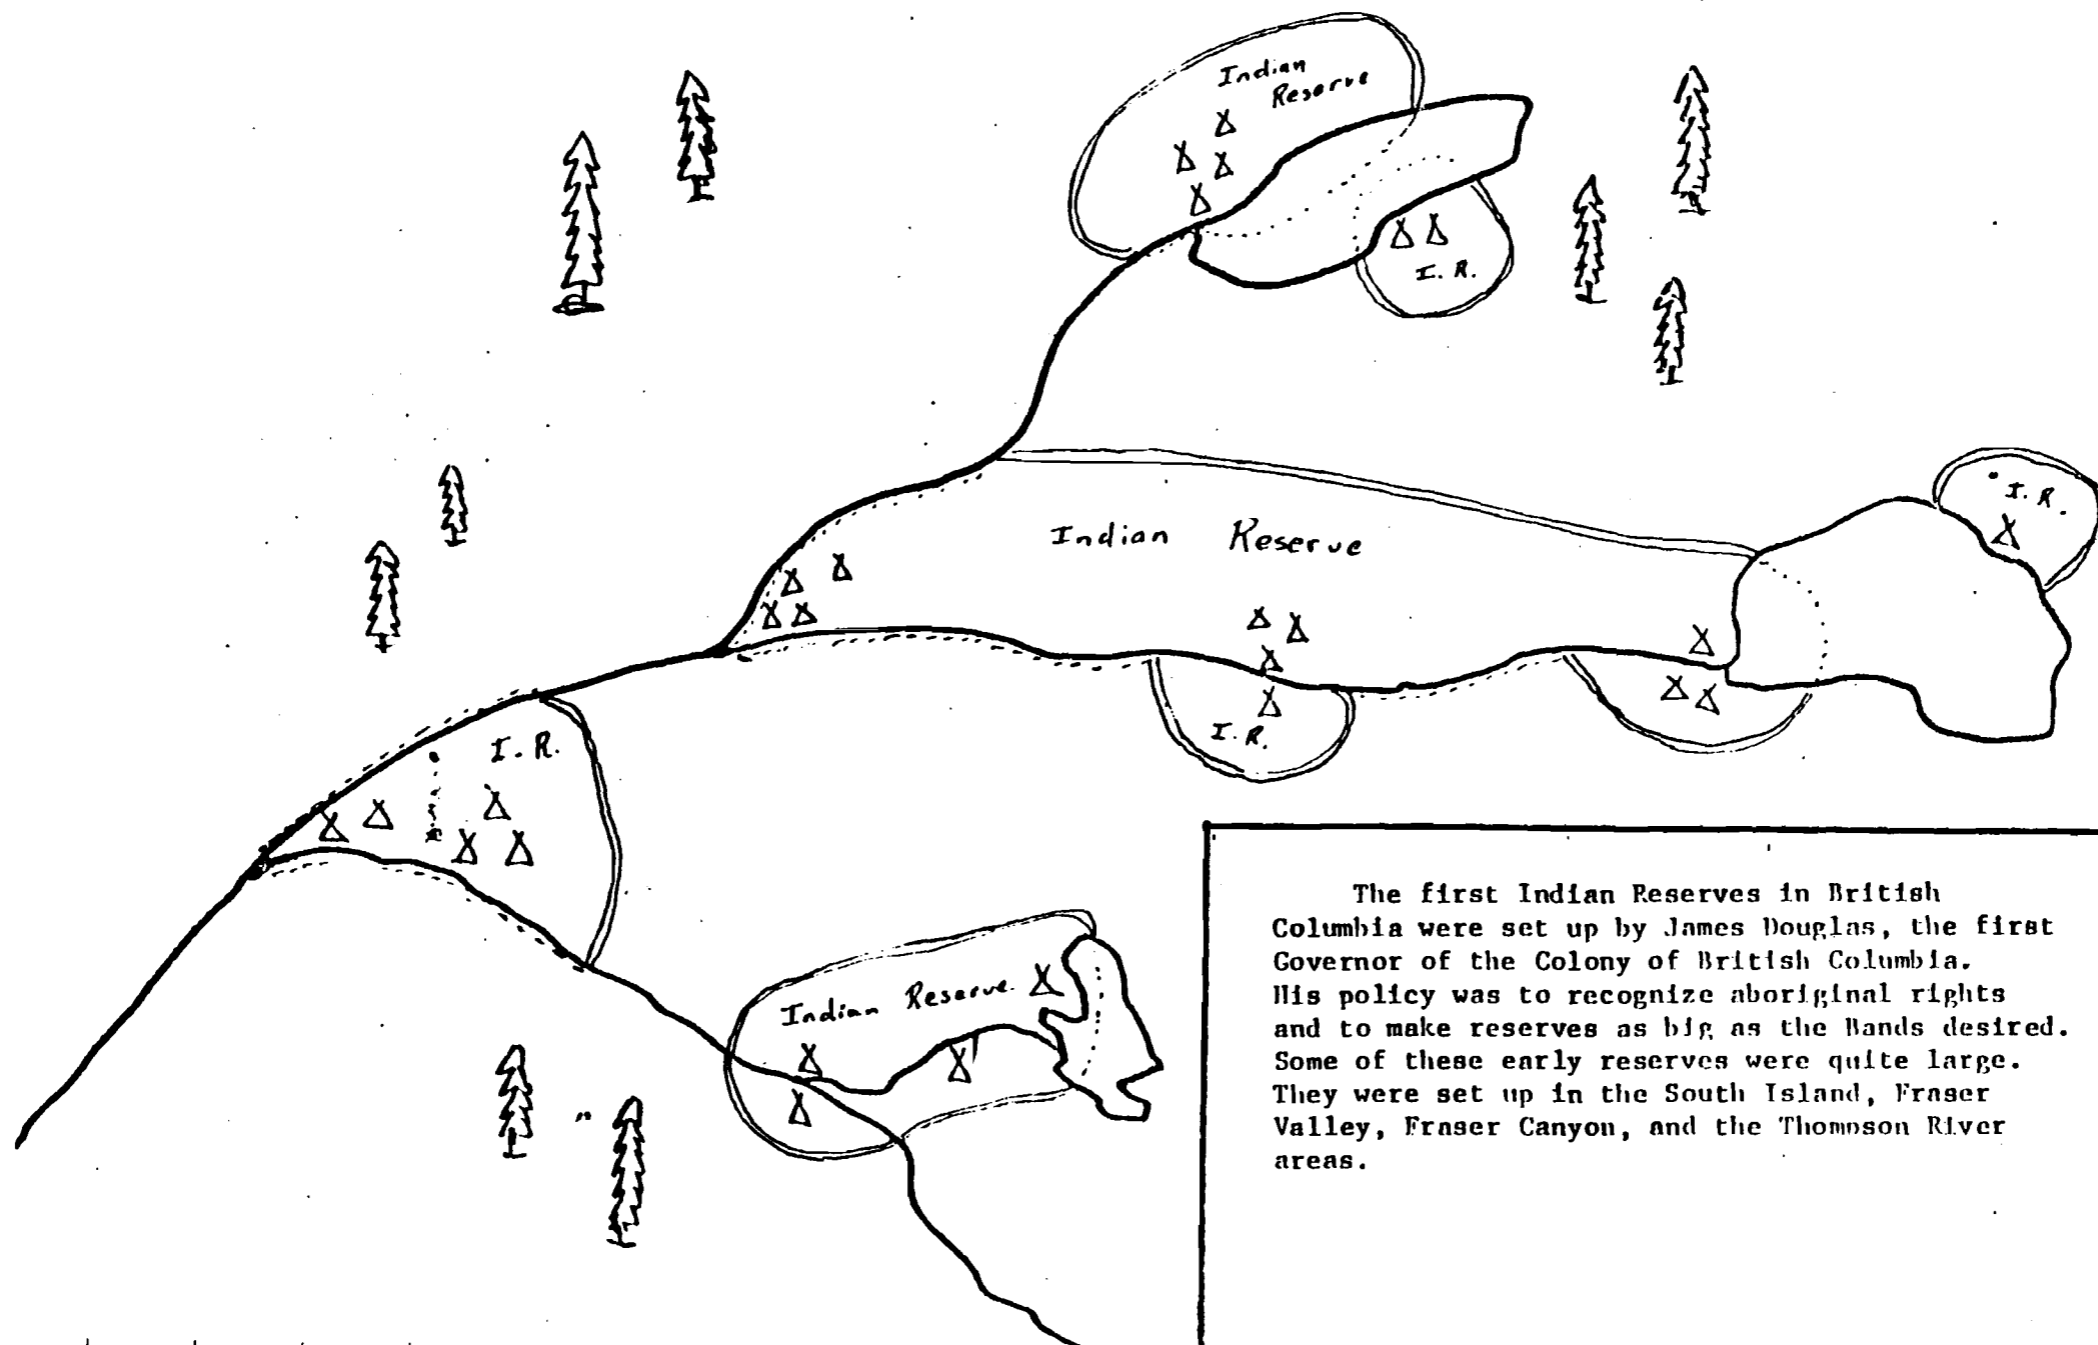 Indian
Reserve
I. R.
Indian Reserve
I. R.
I. R.
I. R.
Indian Reserve
The first Indian Reserves in British
Columbia were set up by James Douglas, the first
Governor of the Colony of British Columbia.
His policy was to recognize aboriginal rights
and to make reserves as big as the Bands desired.
Some of these early reserves were quite large.
They were set up in the South Island, Fraser
Valley, Fraser Canyon, and the Thompson River
areas.